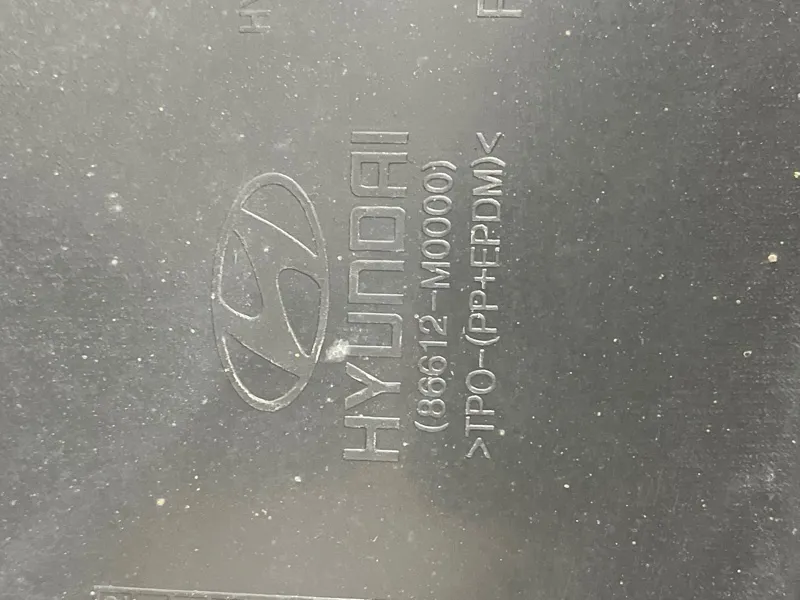 HYUNDAI
(86612-M0000)
>TPO-(PP+EPDM)<